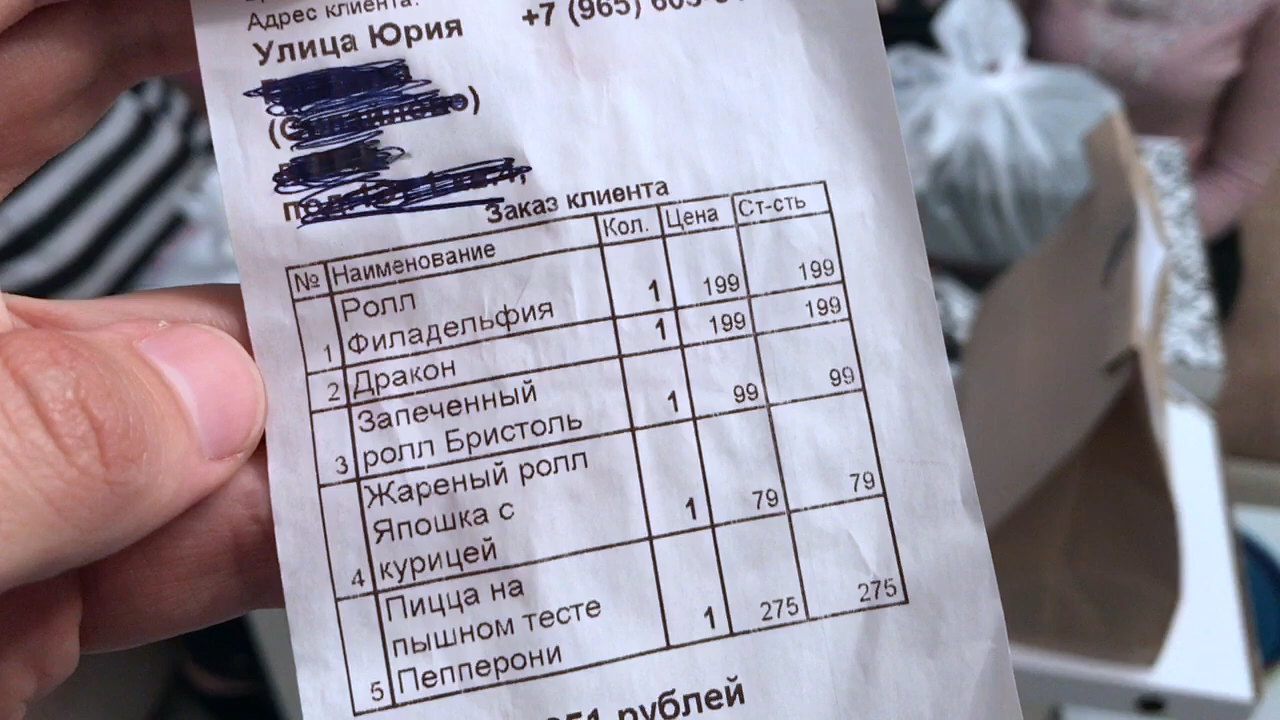 Адрес клиента:
Улица Юрия
+7 (965)
Заказ клиента
№ Наименование Кол. Цена Ст-сть
1 Ролл Филадельфия 1 199 199
2 Дракон 1 199 199
3 Запеченный ролл Бристоль 1 99 99
4 Жареный ролл Япошка с курицей 1 79 79
5 Пицца на пышном тесте Пепперони 1 275 275
рублей